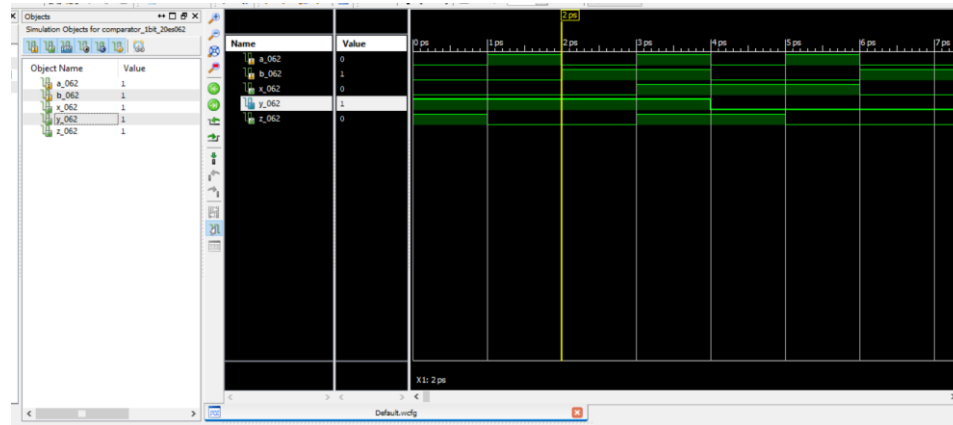 Objects
Simulation Objects for comparator_1bit_20es062
Object Name Value
a_062 1
b_062 1
x_062 1
y_062 1
z_062 1
Name Value
a_062 0
b_062 1
x_062 0
y_062 1
z_062 0
2 ps
0 ps 1 ps 2 ps 3 ps 4 ps 5 ps 6 ps 7 ps
X1: 2 ps
Default.wcfg